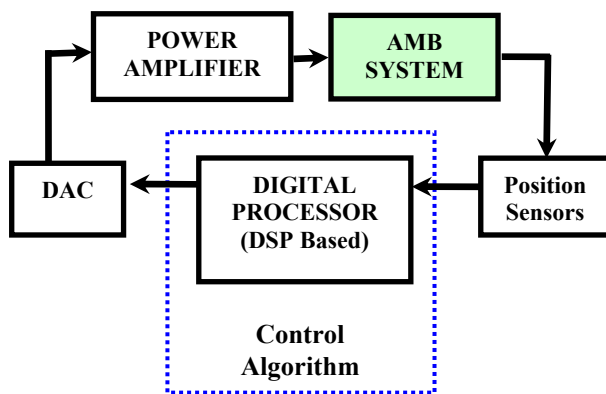 POWER
AMPLIFIER
AMB
SYSTEM
DAC
DIGITAL
PROCESSOR
(DSP Based)
Position
Sensors
Control
Algorithm